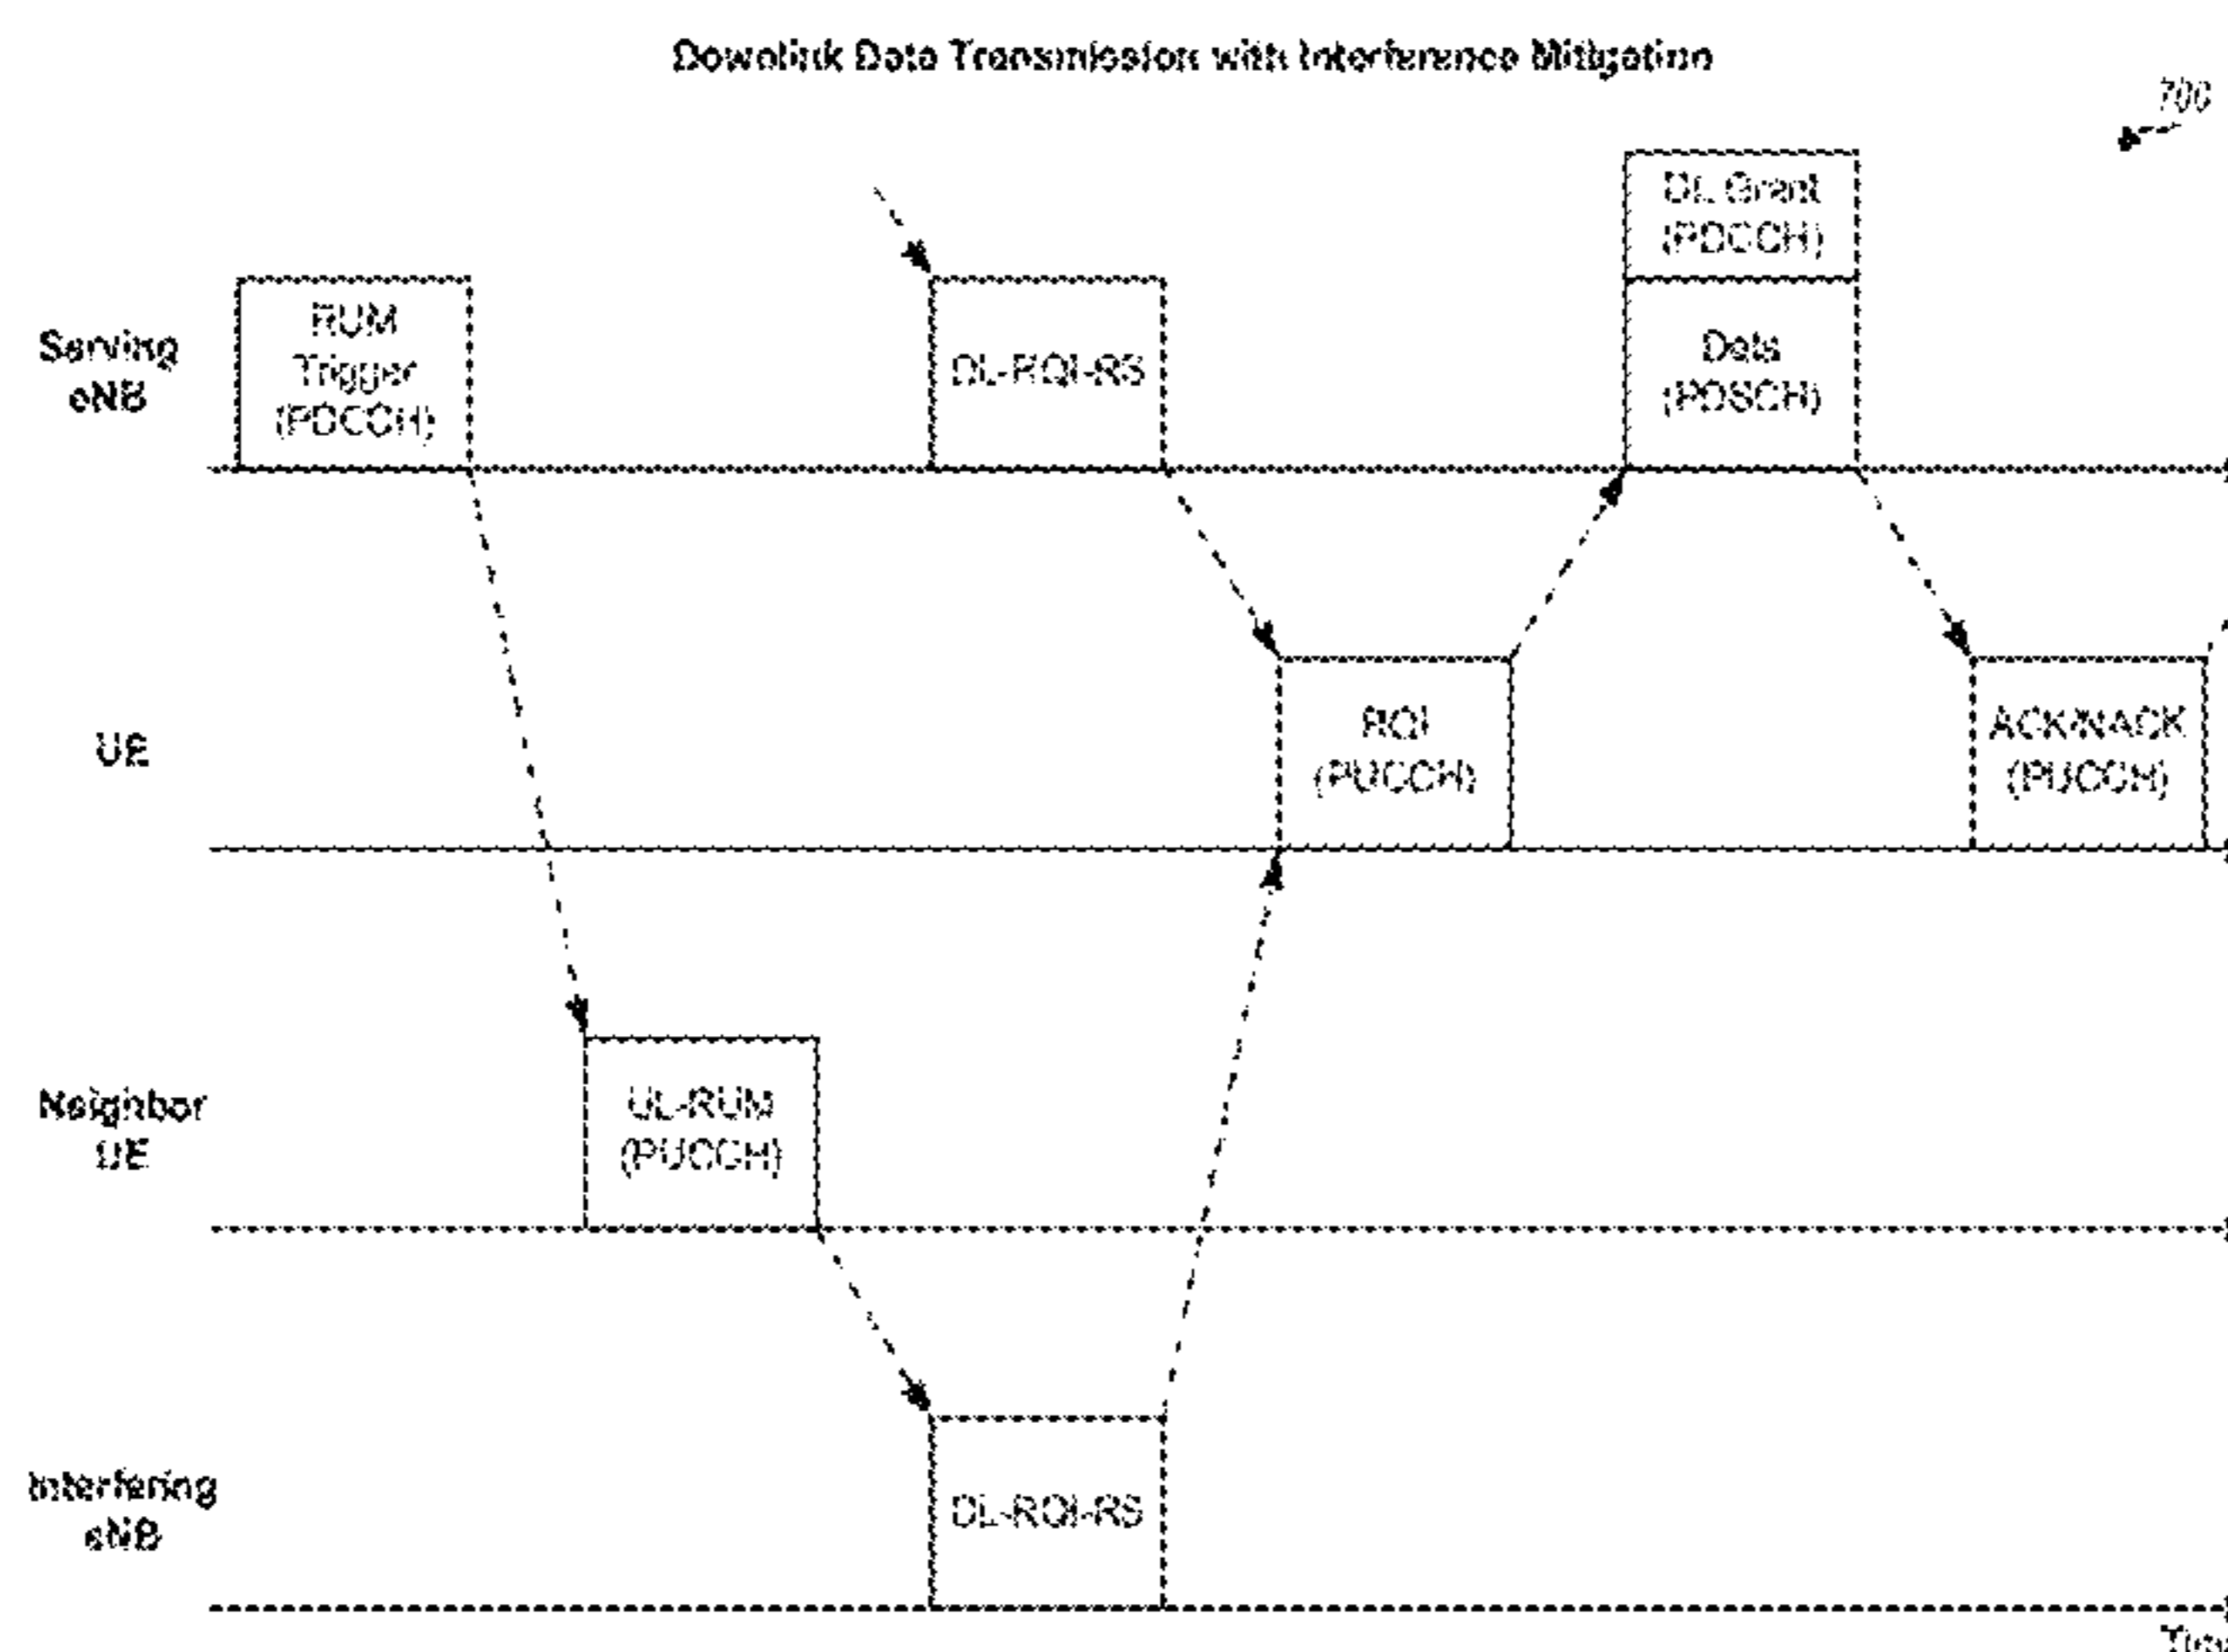 Downlink Data Transmission with Interference Mitigation
700
DL Grant
(PDCCH)
Serving
eNB
RUM
Trigger
(PDCCH)
DL-RQI-RS
Data
(PDSCH)
UE
RQI
(PUCCH)
ACK/NACK
(PUCCH)
Neighbor
UE
UL-RUM
(PUCCH)
Interfering
eNB
DL-RQI-RS